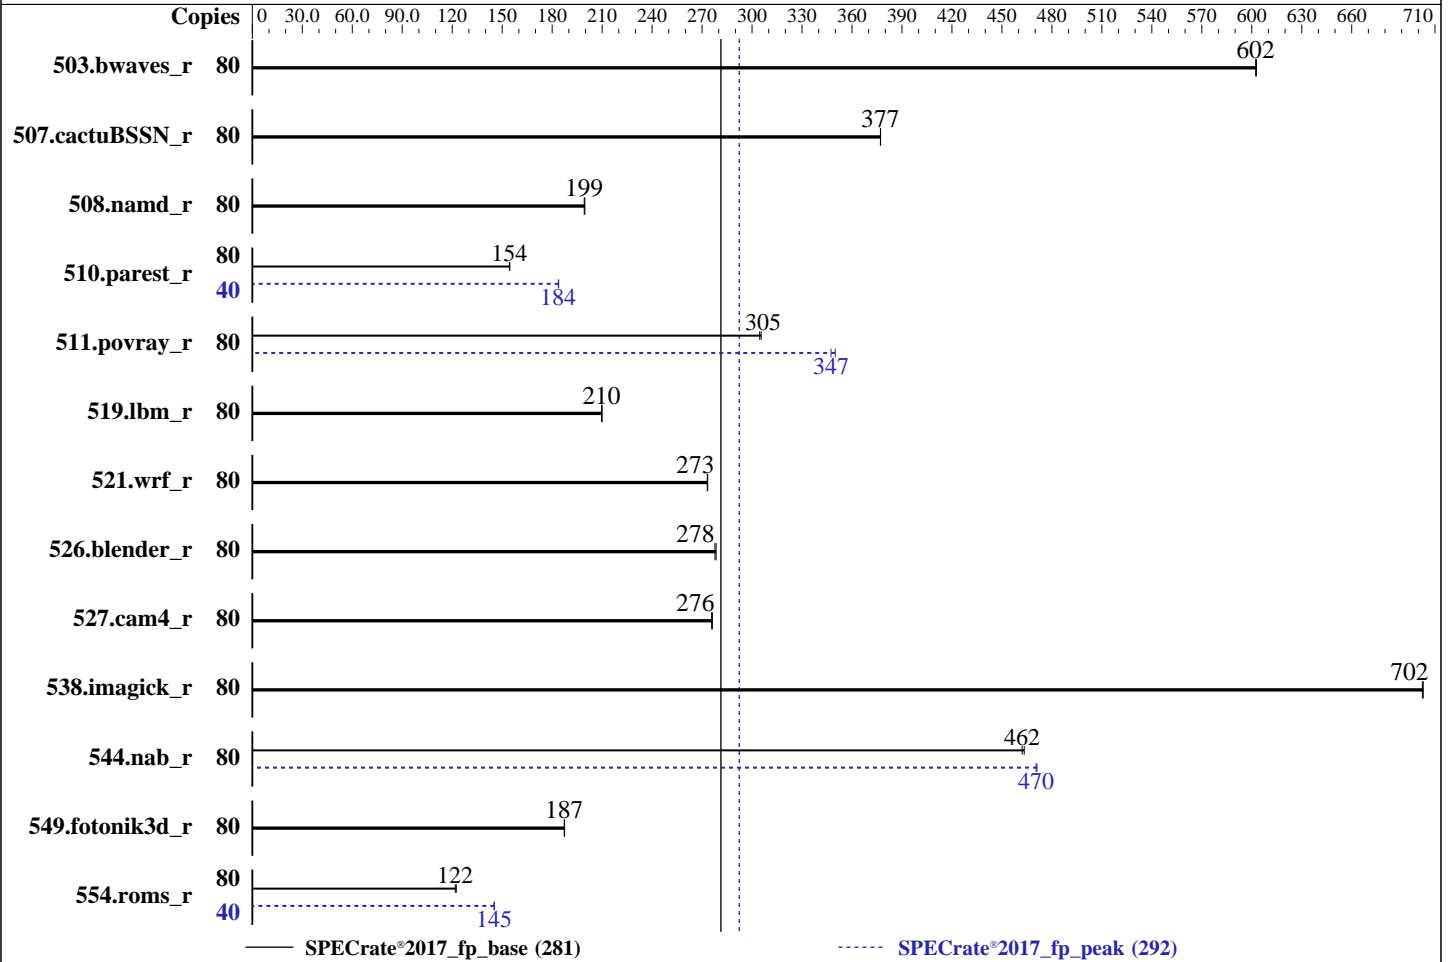 Copies 0 30.0 60.0 90.0 120 150 180 210 240 270 300 330 360 390 420 450 480 510 540 570 600 630 660 710
503.bwaves_r 80 602
507.cactuBSSN_r 80 377
508.namd_r 80 199
80 154
510.parest_r
40 184
305
511.povray_r 80
347
519.lbm_r 80 210
521.wrf_r 80 273
526.blender_r 80 278
527.cam4_r 80 276
538.imagick_r 80 702
462
544.nab_r 80
470
549.fotonik3d_r 80 187
80 122
554.roms_r
40 145
SPECrate®2017_fp_base (281) SPECrate®2017_fp_peak (292)